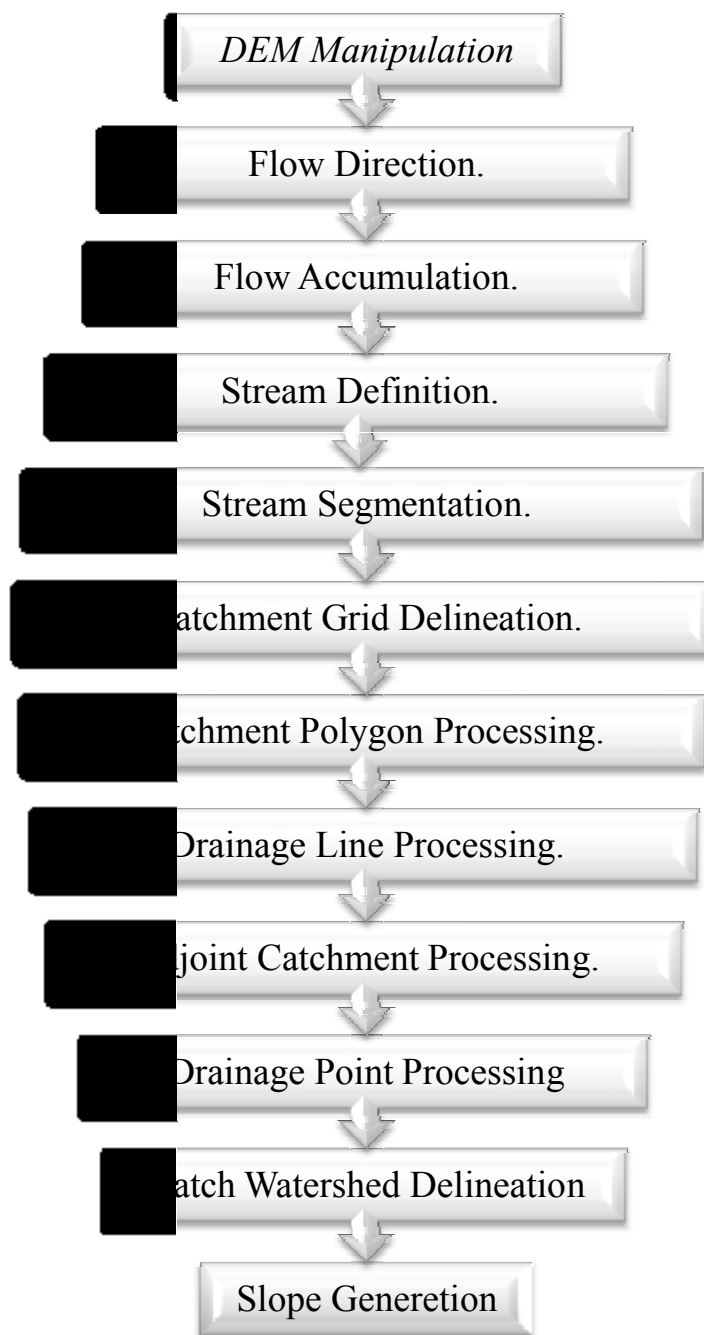 DEM Manipulation
Flow Direction.
Flow Accumulation.
Stream Definition.
Stream Segmentation.
atchment Grid Delineation.
tchment Polygon Processing.
Drainage Line Processing.
djoint Catchment Processing.
Drainage Point Processing
atch Watershed Delineation
Slope Generetion